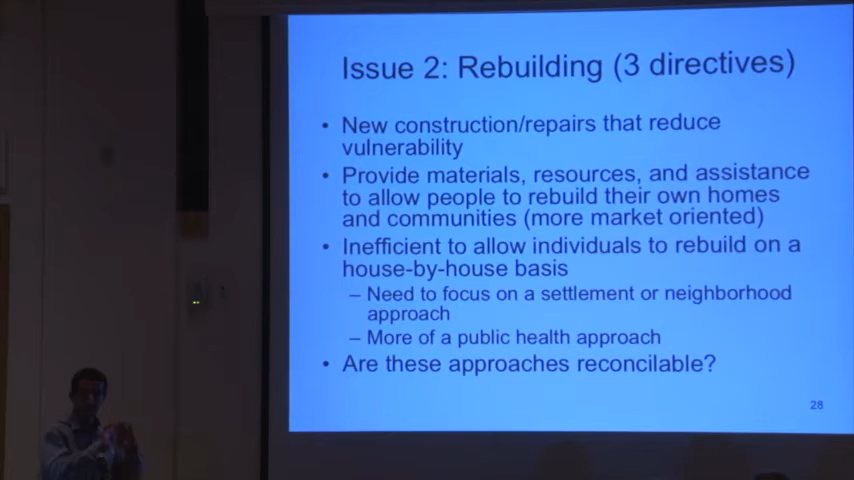 Issue 2: Rebuilding (3 directives)
• New construction/repairs that reduce
vulnerability
• Provide materials, resources, and assistance
to allow people to rebuild their own homes
and communities (more market oriented)
• Inefficient to allow individuals to rebuild on a
house-by-house basis
– Need to focus on a settlement or neighborhood
approach
– More of a public health approach
• Are these approaches reconcilable?
28